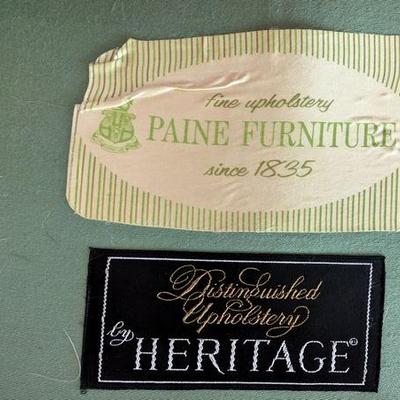 fine upholstery
PAINE FURNITURE
since 1835
Distinguished
Upholstery
by HERITAGE®